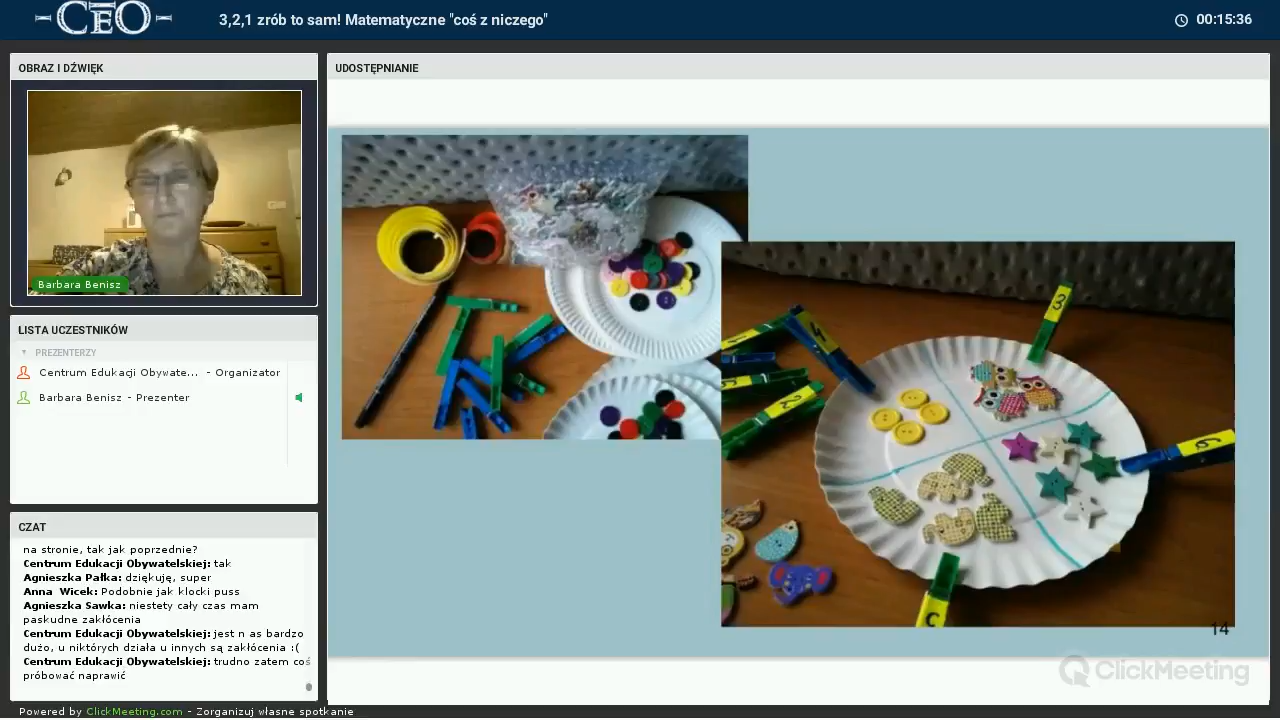 CEO
3,2,1 zrób to sam! Matematyczne "coś z niczego"
00:15:36
OBRAZ I DŹWIĘK
Barbara Benisz
LISTA UCZESTNIKÓW
PREZENTERZY
Centrum Edukacji Obywate... - Organizator
Barbara Benisz - Prezenter
CZAT
na stronie, tak jak poprzednie?
Centrum Edukacji Obywatelskiej: tak
Agnieszka Pałka: dziękuję, super
Anna Wicek: Podobnie jak klocki puss
Agnieszka Sawka: niestety cały czas mam
paskudne zakłócenia
Centrum Edukacji Obywatelskiej: jest n as bardzo
dużo, u niktórych działa u innych są zakłócenia :(
Centrum Edukacji Obywatelskiej: trudno zatem coś
próbować naprawić
Powered by ClickMeeting.com - Zorganizuj własne spotkanie
UDOSTĘPNIANIE
3
4
2
6
14
ClickMeeting